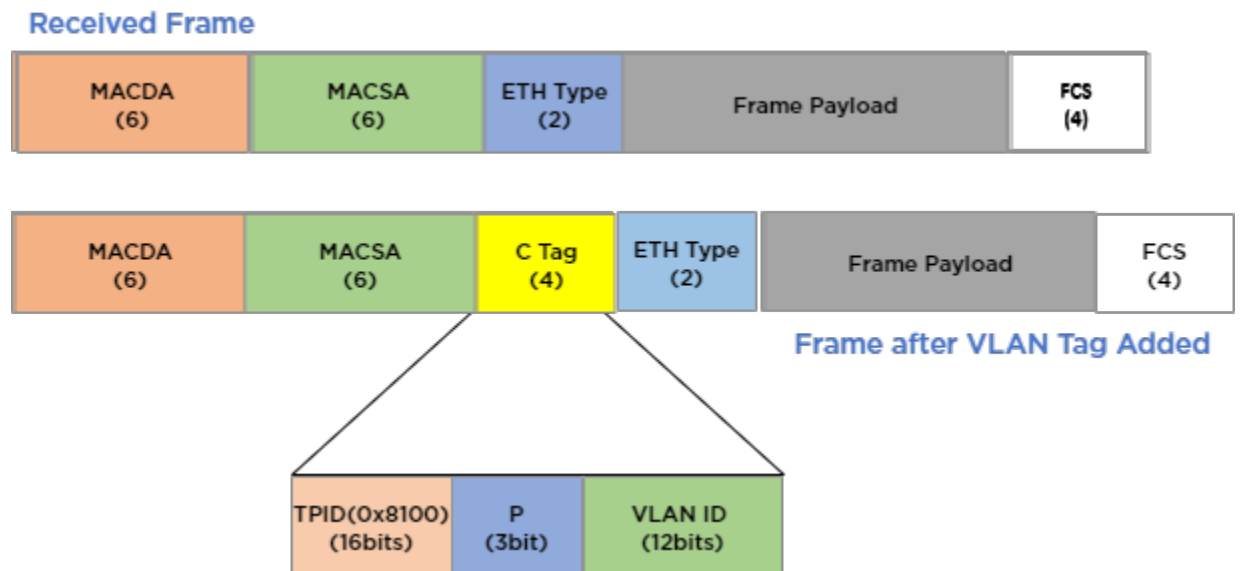 Received Frame
MACDA MACSA ETH Type Frame Payload FCS
(6) (6) (2) (4)
MACDA MACSA C Tag ETH Type Frame Payload FCS
(6) (6) (4) (2) (4)
Frame after VLAN Tag Added
TPID(0x8100) P VLAN ID
(16bits) (3bit) (12bits)